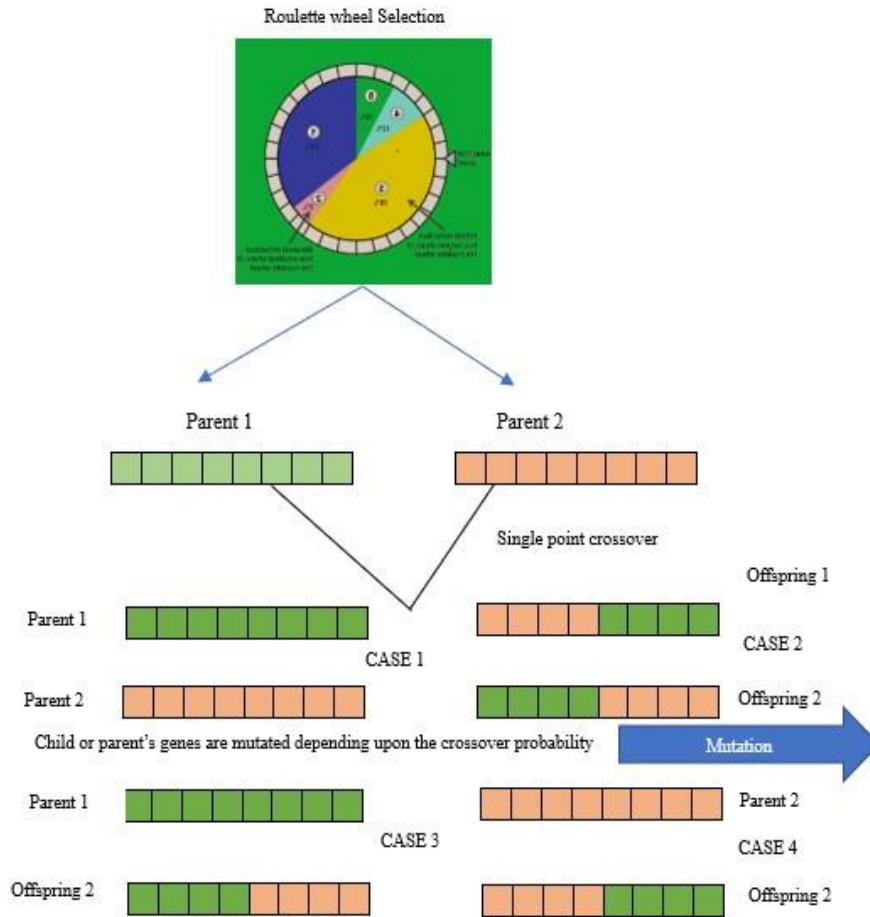 Roulette wheel Selection
Parent 1
Parent 2
Single point crossover
Offspring 1
Parent 1
CASE 1
CASE 2
Parent 2
Offspring 2
Child or parent's genes are mutated depending upon the crossover probability
Mutation
Parent 1
Parent 2
CASE 3
CASE 4
Offspring 2
Offspring 2